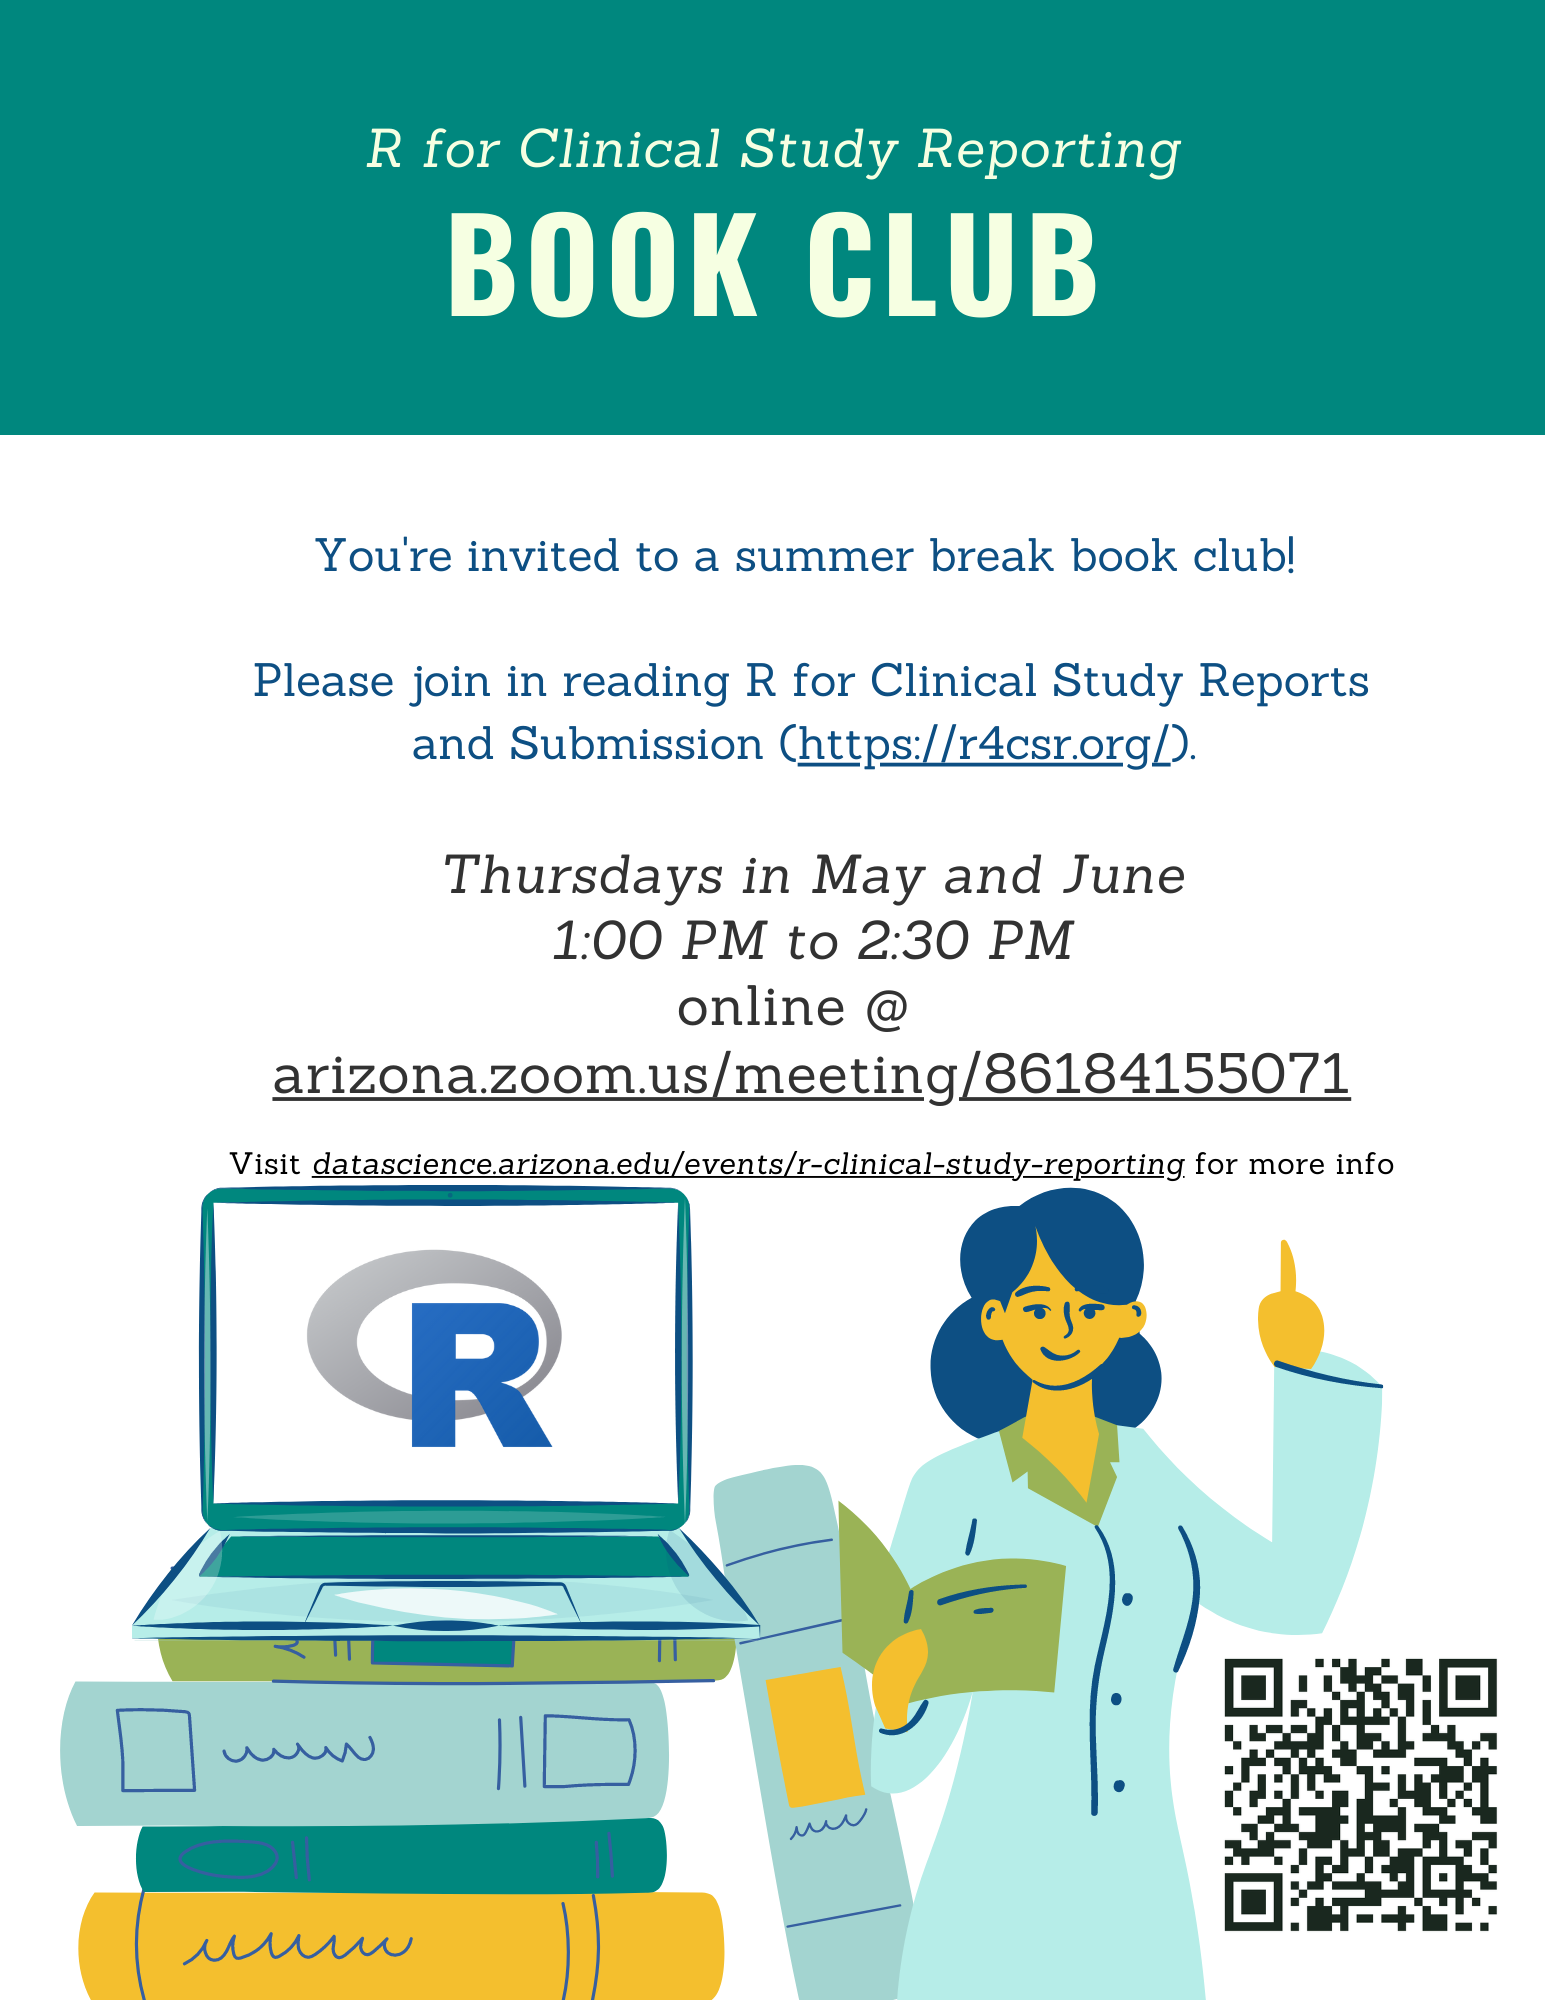 R for Clinical Study Reporting
BOOK CLUB
You're invited to a summer break book club!
Please join in reading R for Clinical Study Reports
and Submission (https://r4csr.org/).
Thursdays in May and June
1:00 PM to 2:30 PM
online @
arizona.zoom.us/meeting/86184155071
Visit datascience.arizona.edu/events/r-clinical-study-reporting for more info
R